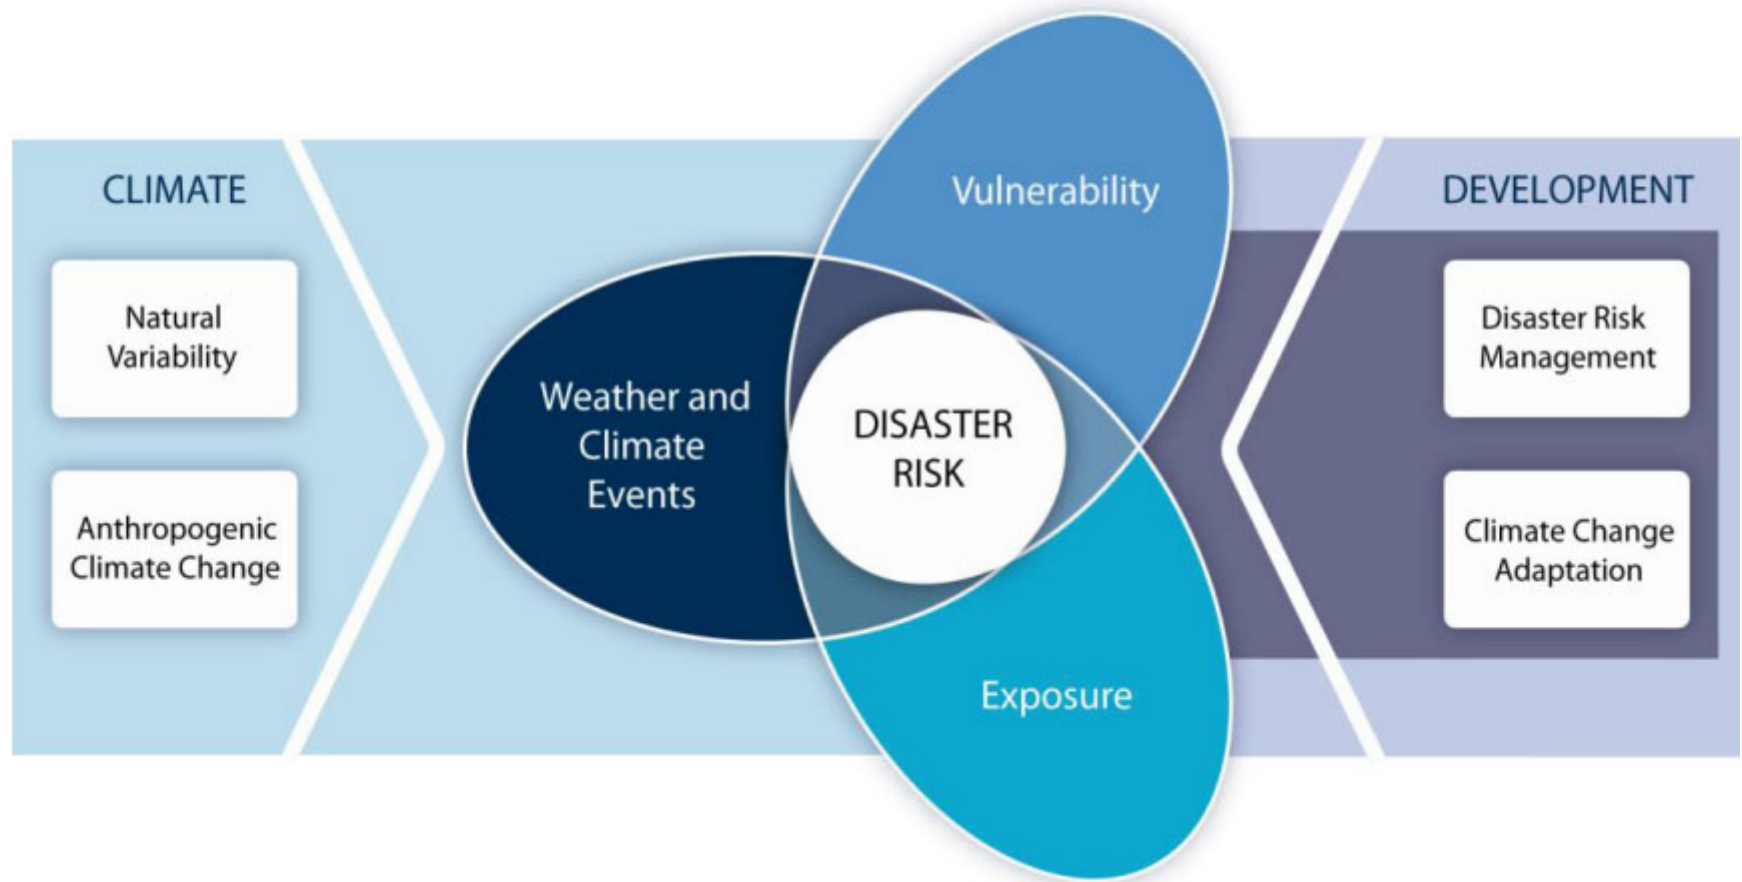 CLIMATE
Natural
Variability
Anthropogenic
Climate Change
Weather and
Climate
Events
Vulnerability
DISASTER
RISK
Exposure
DEVELOPMENT
Disaster Risk
Management
Climate Change
Adaptation